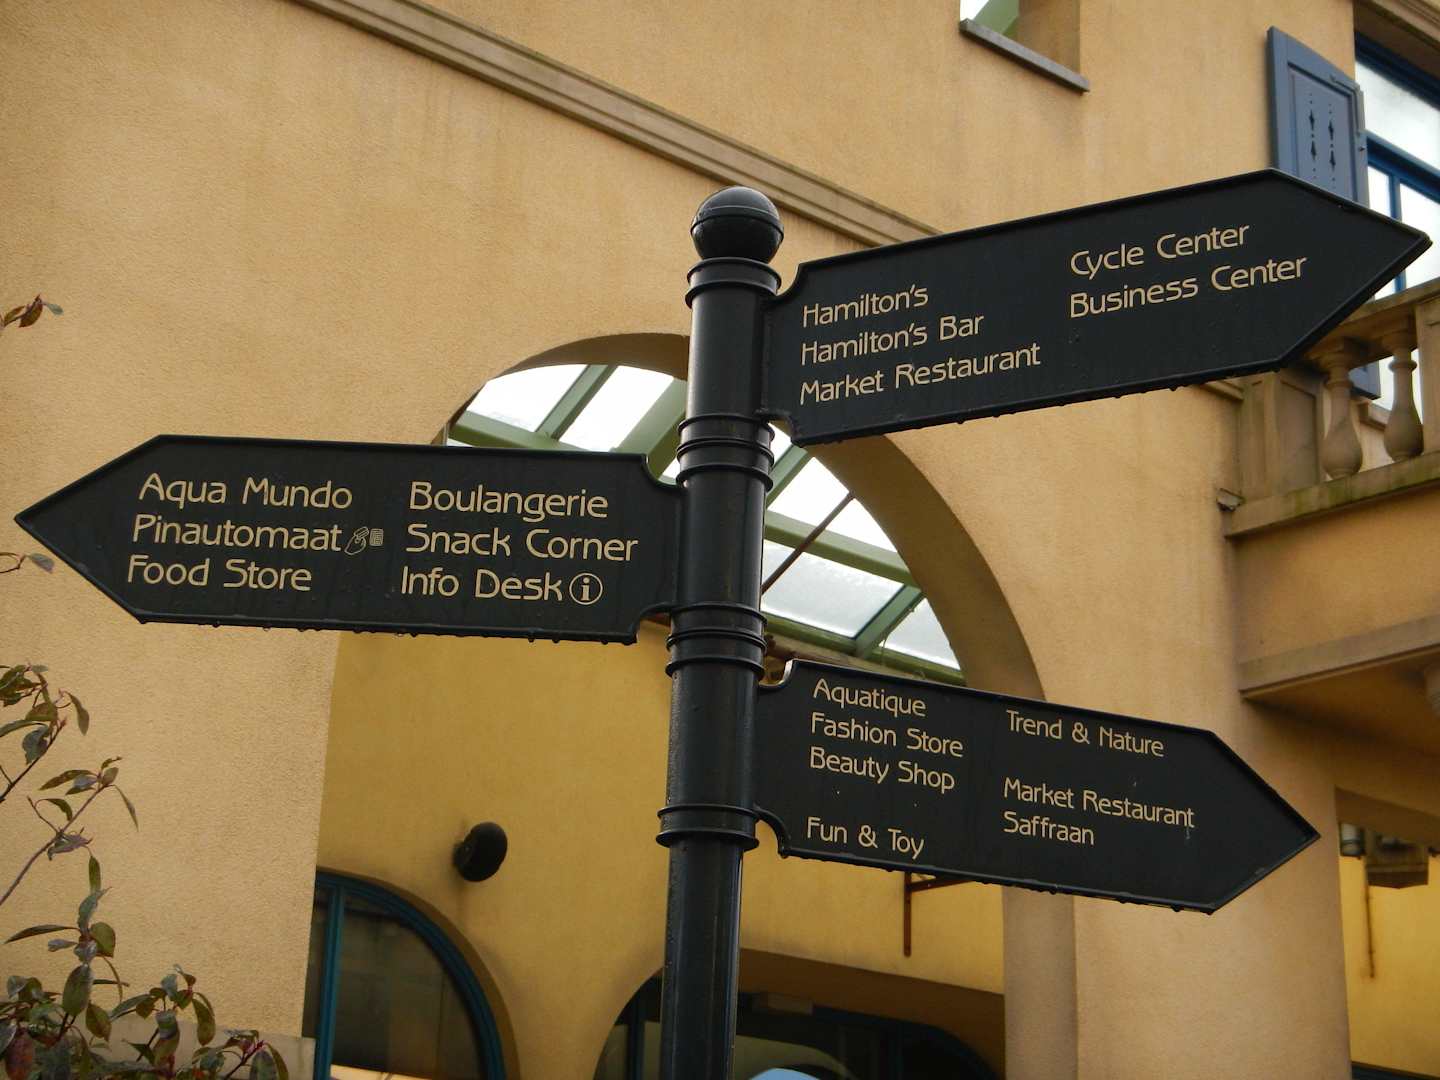 Hamilton's
Hamilton's Bar
Market Restaurant
Cycle Center
Business Center
Aqua Mundo
Pinautomaat
Food Store
Boulangerie
Snack Corner
Info Desk i
Aquatique
Fashion Store
Beauty Shop
Fun & Toy
Trend & Nature
Market Restaurant
Saffraan